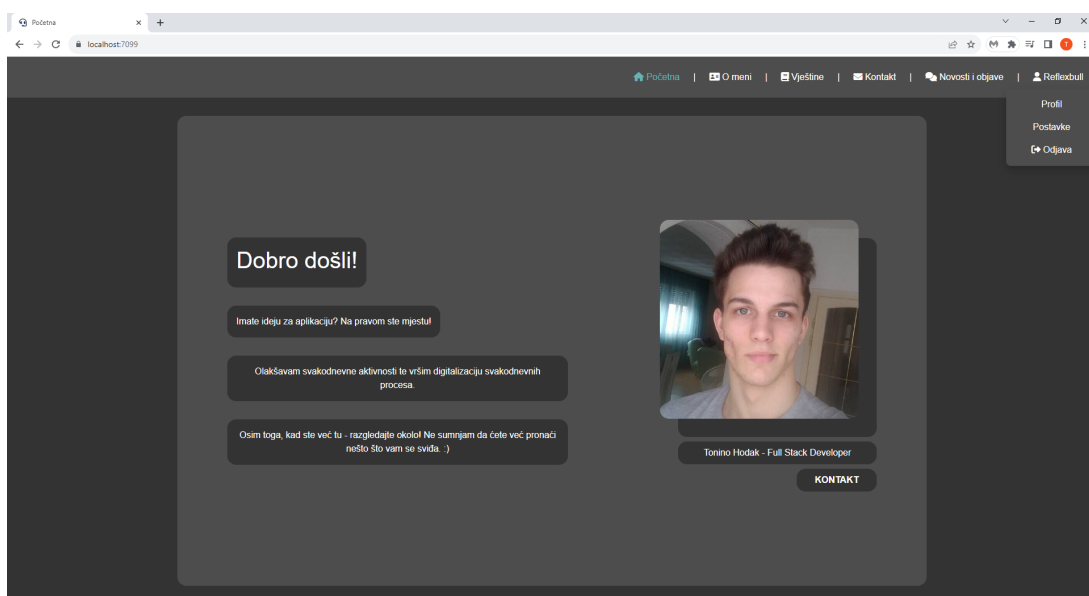 Početna
localhost:7099
T
Početna | O meni | Vještine | Kontakt | Novosti i objave | Reflexbull
Profil
Postavke
Odjava
Dobro došli!
Imate ideju za aplikaciju? Na pravom ste mjestu!
Olakšavam svakodnevne aktivnosti te vršim digitalizaciju svakodnevnih
procesa.
Osim toga, kad ste već tu - razgledajte okolo! Ne sumnjam da ćete već pronaći
nešto što vam se sviđa. :)
Tonino Hodak - Full Stack Developer
KONTAKT